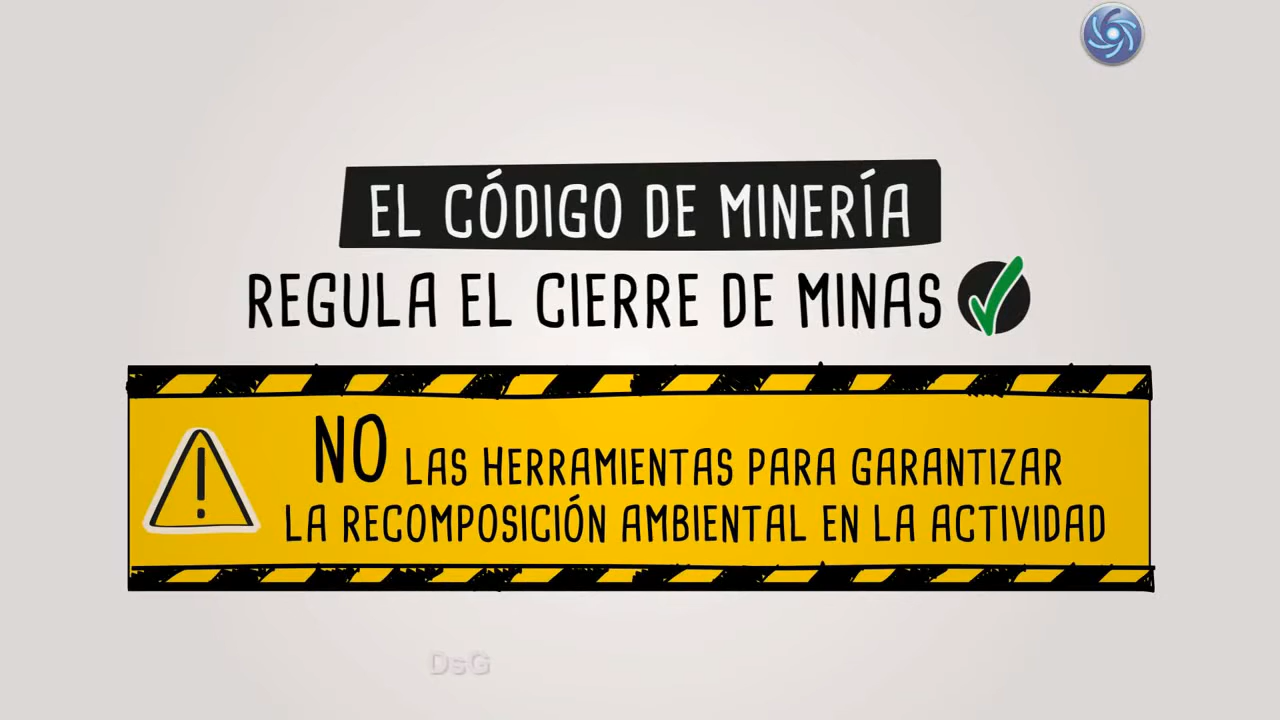 EL CÓDIGO DE MINERÍA
REGULA EL CIERRE DE MINAS
NO LAS HERRAMIENTAS PARA GARANTIZAR
LA RECOMPOSICIÓN AMBIENTAL EN LA ACTIVIDAD
DsG